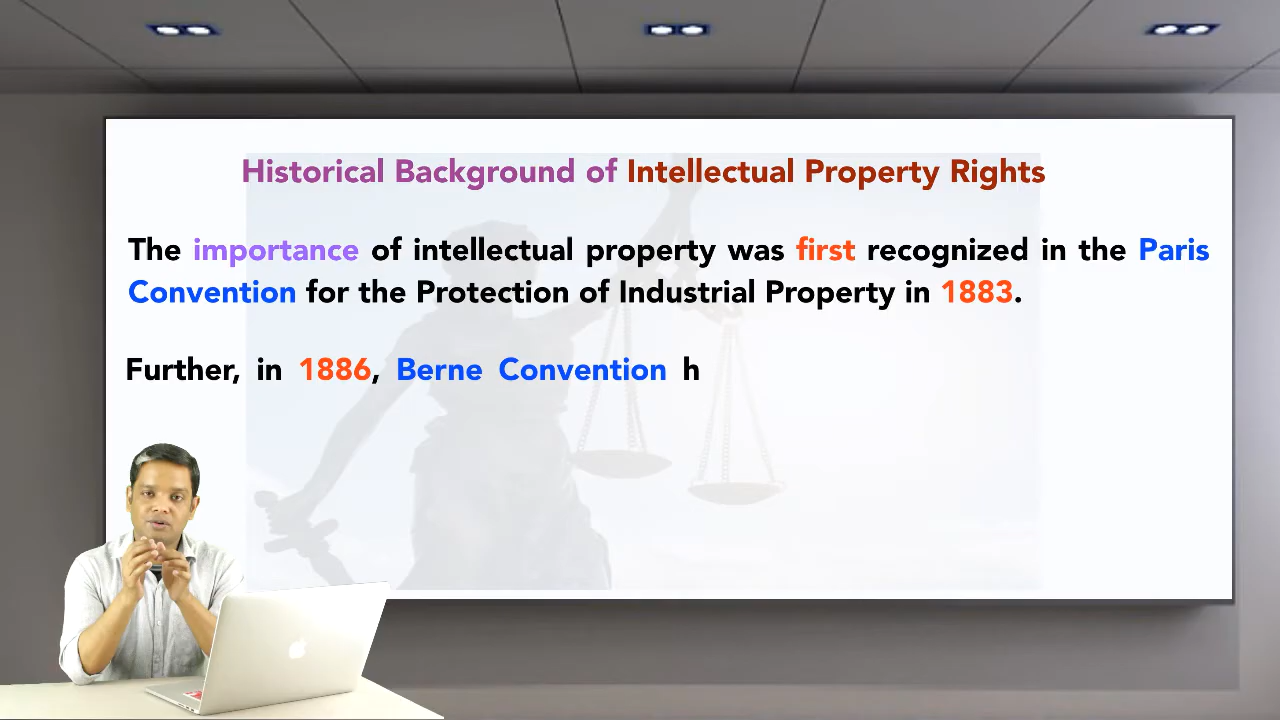 Historical Background of Intellectual Property Rights
The importance of intellectual property was first recognized in the Paris
Convention for the Protection of Industrial Property in 1883.
Further, in 1886, Berne Convention h